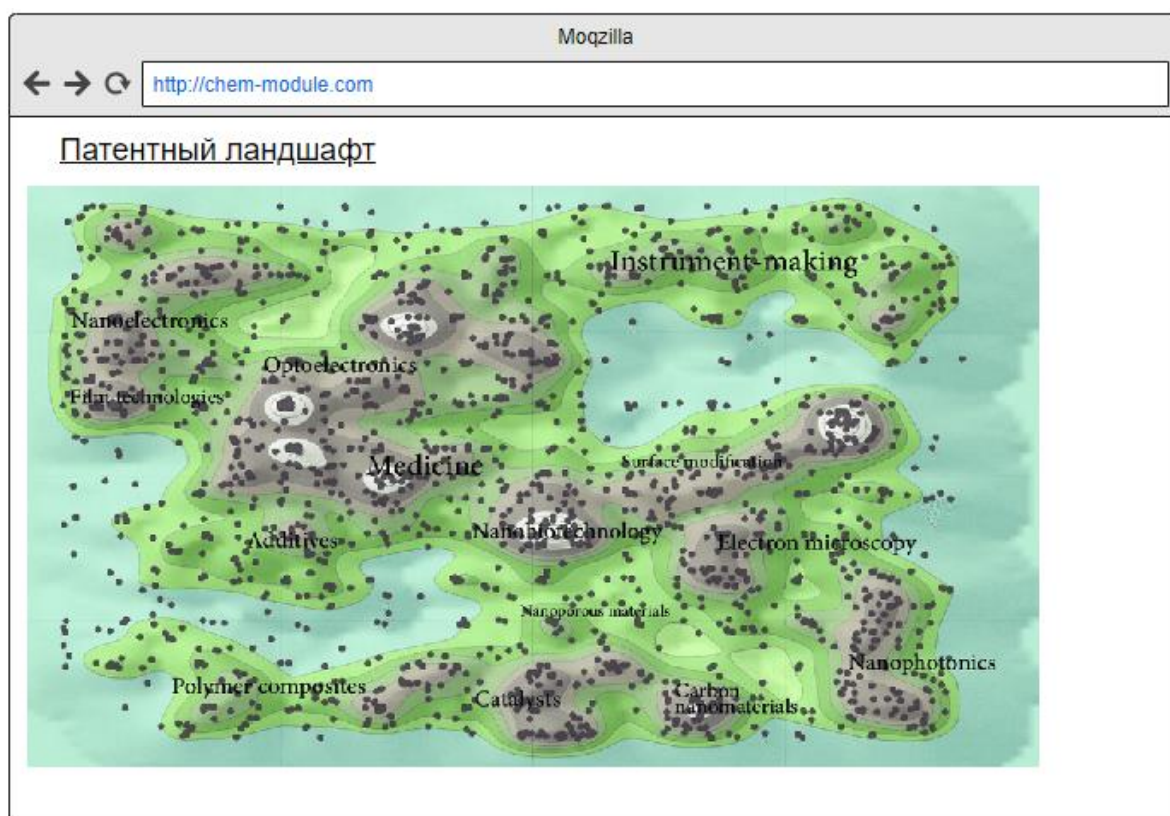 Moqzilla
http://chem-module.com
Патентный ландшафт
Instrument-making
Nanoelectronics
Optoelectronics
Film-technologies
Medicine
Surface modification
Nanobiotechnology
Additives
Electron microscopy
Nanoporous materials
Nanophotonics
Polymer composites
Catalysts
Carbon
nanomaterials